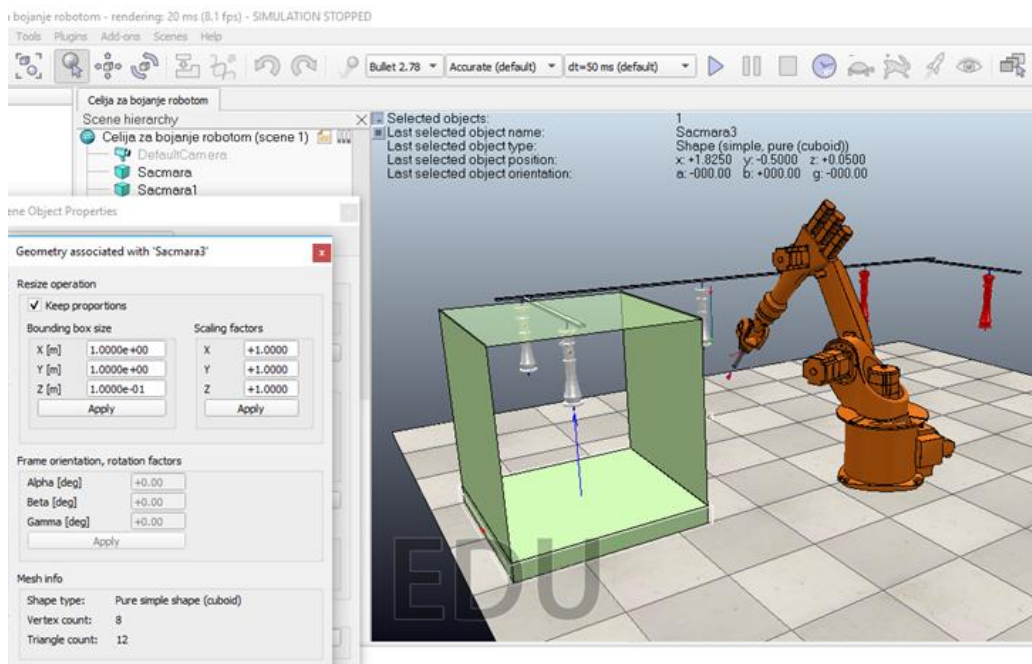 bojanje robotom - rendering: 20 ms (8.1 fps) - SIMULATION STOPPED
Tools Plugins Add-ons Scenes Help
Bullet 2.78 Accurate (default) dt=50 ms (default)
Celija za bojanje robotom
Scene hierarchy
Celija za bojanje robotom (scene 1)
DefaultCamera
Sacmara
Sacmara1
Selected objects: 1
Last selected object name: Sacmara3
Last selected object type: Shape (simple, pure (cuboid))
Last selected object position: x: +1.8250 y: -0.5000 z: +0.0500
Last selected object orientation: a: -000.00 b: +000.00 g: -000.00
ene Object Properties
Geometry associated with 'Sacmara3'
x
Resize operation
Keep proportions
Bounding box size Scaling factors
X [m] 1.0000e+00 X +1.0000
Y [m] 1.0000e+00 Y +1.0000
Z [m] 1.0000e-01 Z +1.0000
Apply Apply
Frame orientation, rotation factors
Alpha [deg] +0.00
Beta [deg] +0.00
Gamma [deg] +0.00
Apply
Mesh info
Shape type: Pure simple shape (cuboid)
Vertex count: 8
Triangle count: 12
EDU